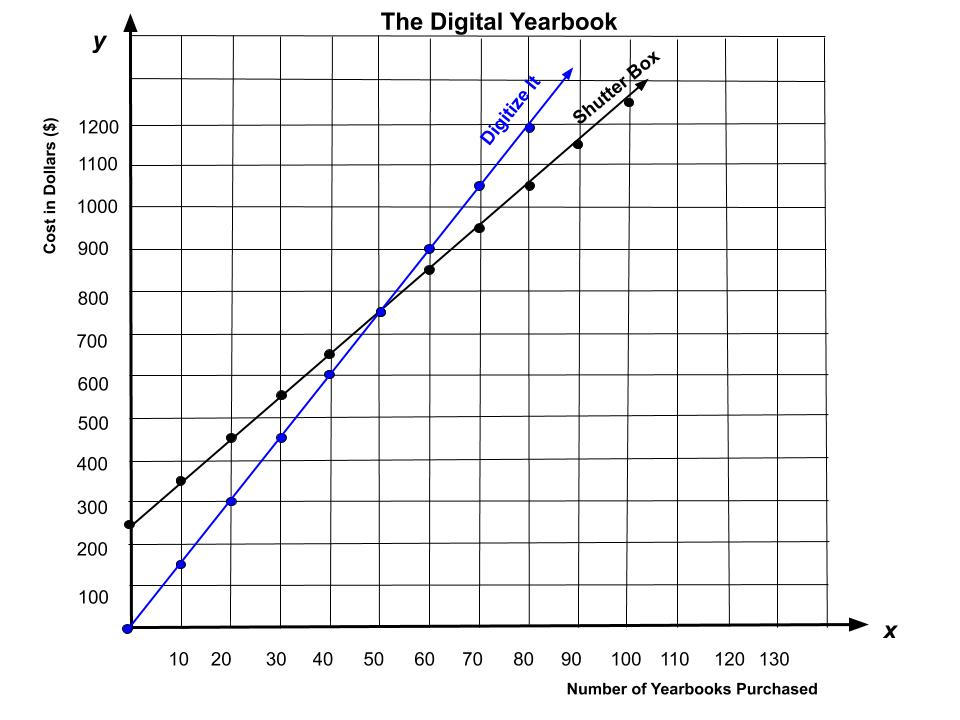 The Digital Yearbook
y
Digitize It
Shutter Box
Cost in Dollars ($)
1200
1100
1000
900
800
700
600
500
400
300
200
100
x
10 20 30 40 50 60 70 80 90 100 110 120 130
Number of Yearbooks Purchased